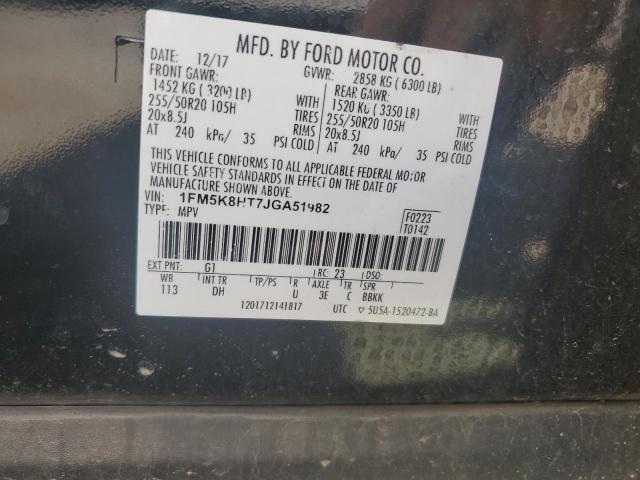 MFD. BY FORD MOTOR CO.
DATE: 12/17 GVWR: 2858 KG ( 6300 LB)
FRONT GAWR: REAR GAWR:
1452 KG ( 3200 LB) 1520 KG ( 3350 LB)
255/50R20 105H WITH TIRES 255/50R20 105H WITH TIRES
20x8.5J RIMS 20x8.5J RIMS
AT 240 kPa/ 35 PSI COLD AT 240 kPa/ 35 PSI COLD
THIS VEHICLE CONFORMS TO ALL APPLICABLE FEDERAL MOTOR
VEHICLE SAFETY STANDARDS IN EFFECT ON THE DATE OF
MANUFACTURE SHOWN ABOVE.
VIN: 1FM5K8HT7JGA51982
TYPE: MPV
F0223
T0142
EXT PNT: G1 RC: 23 DSO:
WB INT TR TP/PS R AXLE TR SPR
113 DH U 3E C BBKK
1201712141817 UTC ▽ 5U5A-1520472-BA